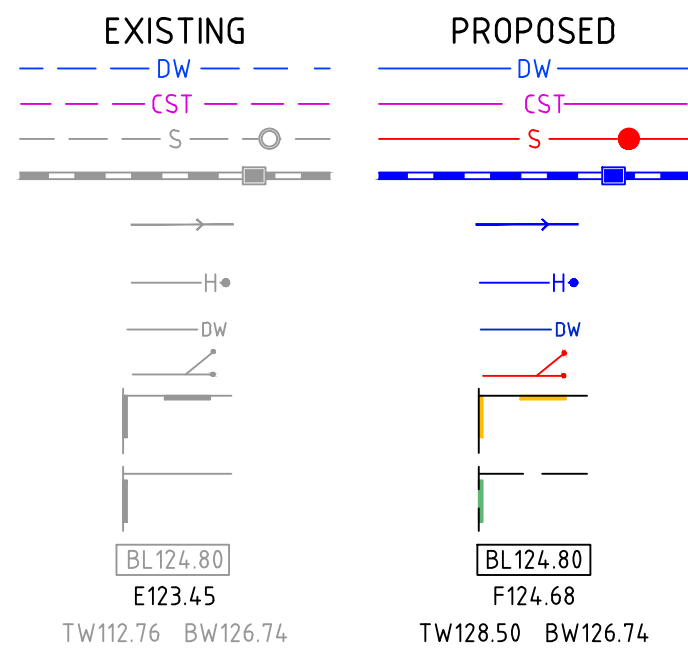 EXISTING PROPOSED
DW DW
CST CST
S S
H H
DW DW
BL124.80 BL124.80
E123.45 F124.68
TW112.76 BW126.74 TW128.50 BW126.74